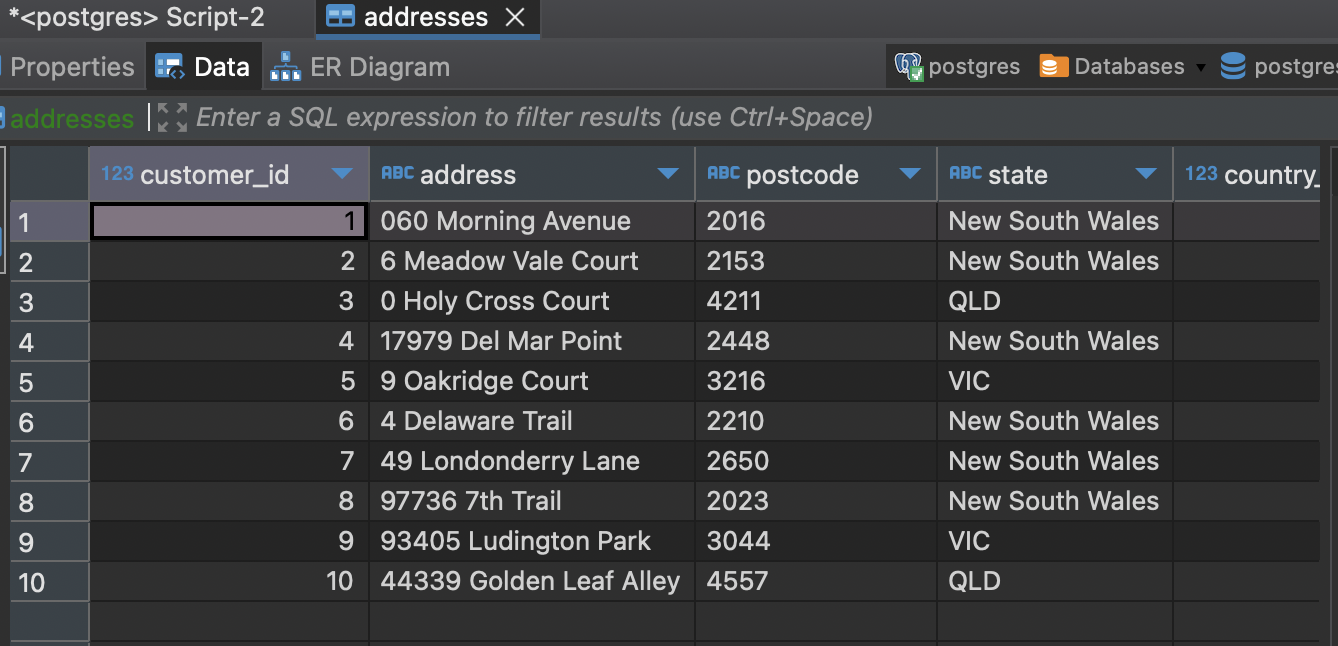 *<postgres> Script-2 addresses
Properties Data ER Diagram postgres Databases postgres
addresses Enter a SQL expression to filter results (use Ctrl+Space)
123 customer_id ABC address ABC postcode ABC state 123 country_
1 1 060 Morning Avenue 2016 New South Wales
2 2 6 Meadow Vale Court 2153 New South Wales
3 3 0 Holy Cross Court 4211 QLD
4 4 17979 Del Mar Point 2448 New South Wales
5 5 9 Oakridge Court 3216 VIC
6 6 4 Delaware Trail 2210 New South Wales
7 7 49 Londonderry Lane 2650 New South Wales
8 8 97736 7th Trail 2023 New South Wales
9 9 93405 Ludington Park 3044 VIC
10 10 44339 Golden Leaf Alley 4557 QLD